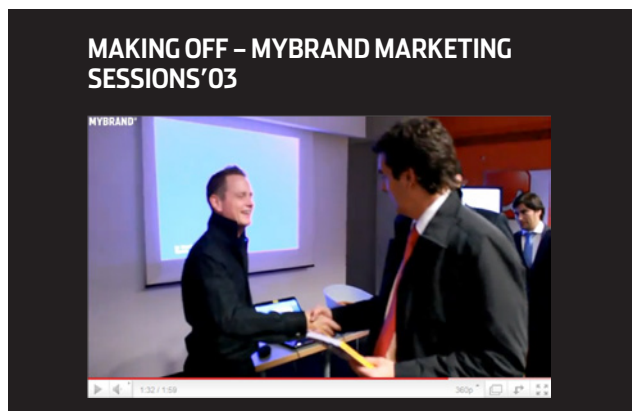 MAKING OFF – MYBRAND MARKETING
SESSIONS'03
MYBRAND®
1:32 / 1:59
360p